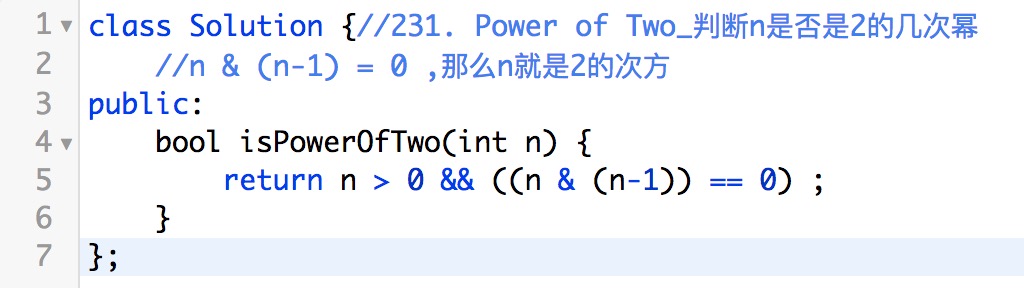 1 class Solution {//231. Power of Two_判断n是否是2的几次幂
2     //n & (n-1) = 0 ,那么n就是2的次方
3 public:
4     bool isPowerOfTwo(int n) {
5         return n > 0 && ((n & (n-1)) == 0) ;
6     }
7 };